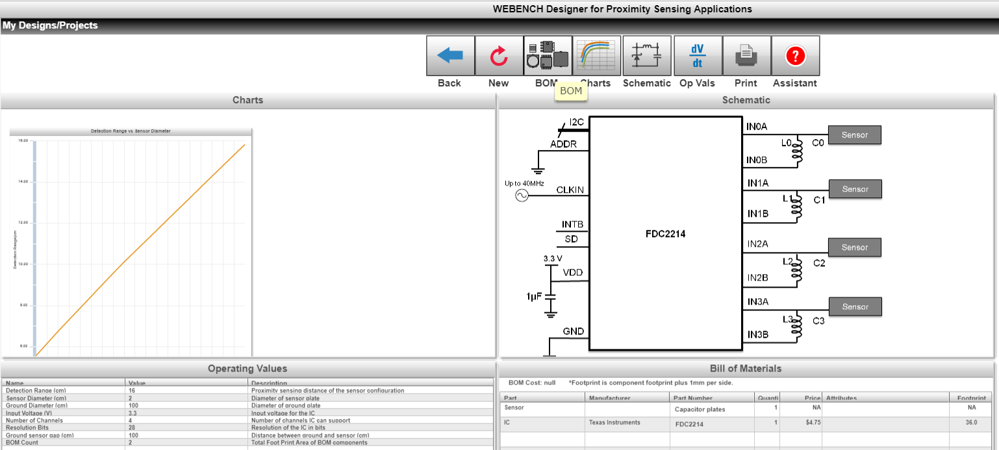 WEBENCH Designer for Proximity Sensing Applications
My Designs/Projects
dV
dt
?
Back New BOM Charts Schematic Op Vals Print Assistant
BOM
Charts
Detection Range vs Sensor Diameter
16.00
14.00
12.00
10.00
8.00
6.00
Detection Range/cm
Schematic
I2C
ADDR
Up to 40MHz
CLKIN
INTB
SD
3.3 V
VDD
1µF
GND
FDC2214
IN0A
L0 C0 Sensor
IN0B
IN1A
L1 C1 Sensor
IN1B
IN2A
L2 C2 Sensor
IN2B
IN3A
L3 C3 Sensor
IN3B
Operating Values
Name Value Description
Detection Range (cm) 16 Proximity sensing distance of the sensor configuration
Sensor Diameter (cm) 2 Diameter of sensor plate
Ground Diameter (cm) 100 Diameter of ground plate
Input Voltage (V) 3.3 Input voltage for the IC
Number of Channels 4 Number of channels IC can support
Resolution Bits 28 Resolution of the IC in bits
Ground sensor gap (cm) 100 Distance between ground and sensor (cm)
BOM Count 2 Total Foot Print Area of BOM components
Bill of Materials
BOM Cost: null *Footprint is component footprint plus 1mm per side.
Part Manufacturer Part Number Quanti Price Attributes Footprint
Sensor Capacitor plates 1 NA NA
IC Texas Instruments FDC2214 1 $4.75 36.0